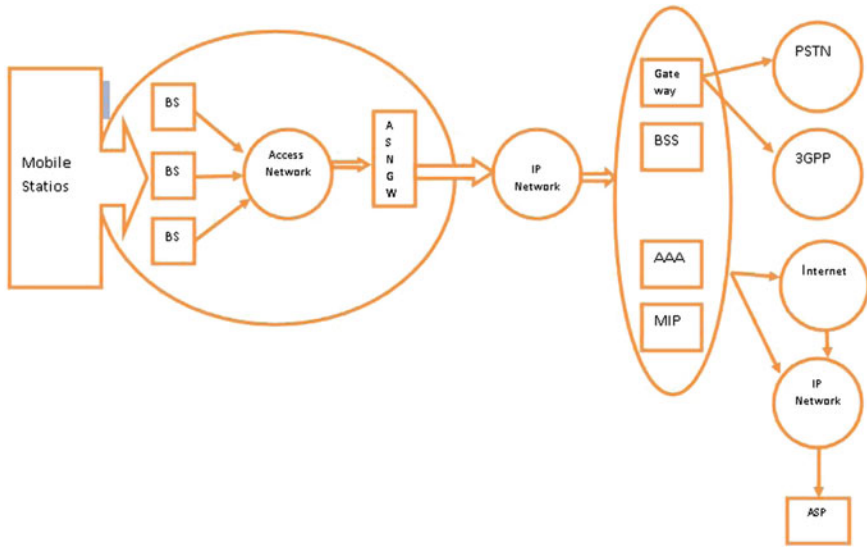 Mobile
Statios
BS
BS
BS
Access
Network
A
S
N
G
W
IP
Network
Gate
way
BSS
AAA
MIP
PSTN
3GPP
Internet
IP
Network
ASP